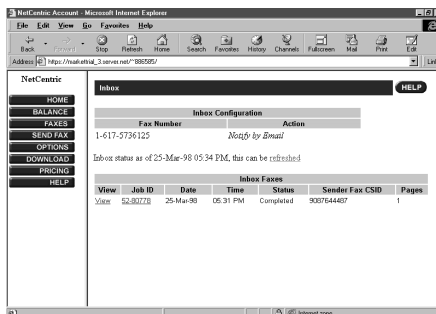 NetCentric Account - Microsoft Internet Explorer
File Edit View Go Favorites Help
Back Forward Stop Refresh Home Search Favorites History Channels Fullscreen Mail Print Edit
Address https://markettrial_3.server.net/~886585/ Lin
NetCentric
HOME
BALANCE
FAXES
SEND FAX
OPTIONS
DOWNLOAD
PRICING
HELP
Inbox HELP
Inbox Configuration
Fax Number Action
1-617-5736125 Notify by Email
Inbox status as of 25-Mar-98 05:34 PM, this can be refreshed
Inbox Faxes
View Job ID Date Time Status Sender Fax CSID Pages
View 52-80778 25-Mar-98 05:31 PM Completed 9087644487 1
Internet zone